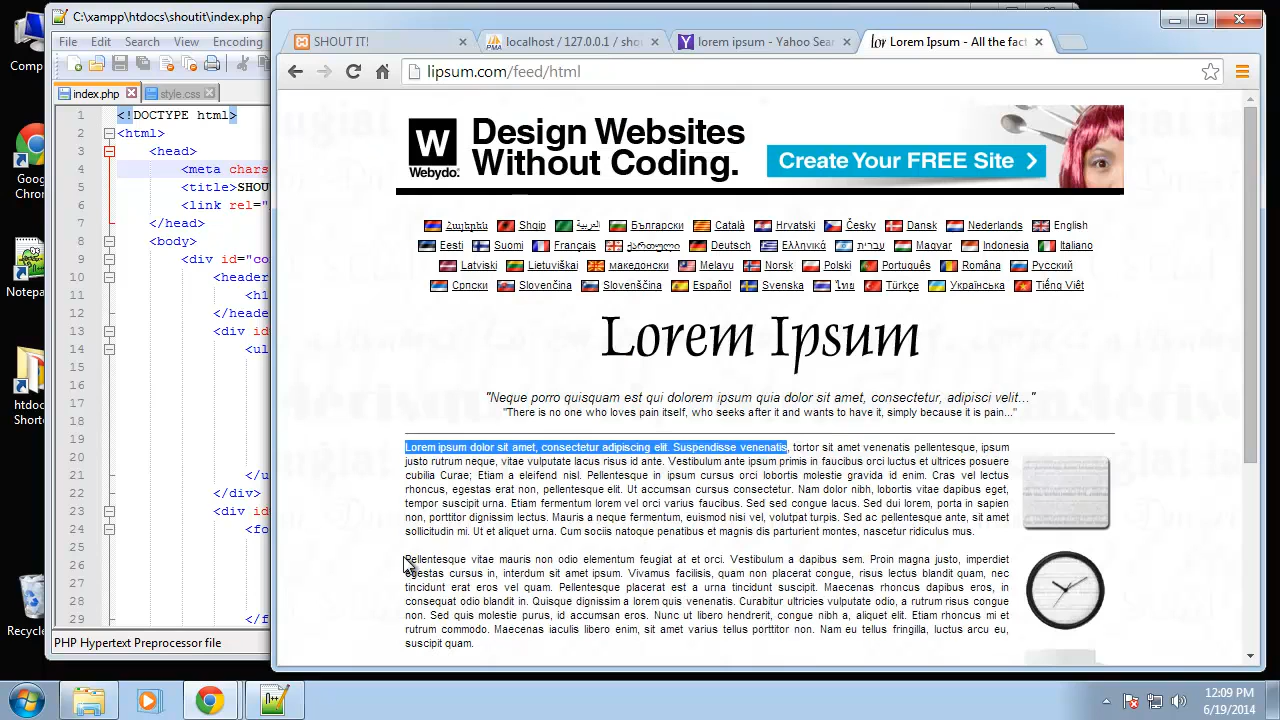 C:\xampp\htdocs\shoutit\index.php -
File Edit Search View Encoding
index.php style.css
1 <!DOCTYPE html>
2 <html>
3 <head>
4 <meta chars
5 <title>SHOU
6 <link rel="
7 </head>
8 <body>
9 <div id="co
10 <header
11 <h1
12 </heade
13 <div id
14 <ul
15
16
17
18
19
20
21 </u
22 </div>
23 <div id
24 <fo
25
26
27
28
29 </f
PHP Hypertext Preprocessor file
Comp
Goog
Chro
Notepa
htdoc
Shortc
Recycle
SHOUT IT!
localhost / 127.0.0.1 / sho
lorem ipsum - Yahoo Sear
Lorem Ipsum - All the fact
lipsum.com/feed/html
W
Webydo.
Design Websites
Without Coding.
Create Your FREE Site
Հայերեն Shqip العربية Български Català Hrvatski Česky Dansk Nederlands English
Eesti Suomi Français ქართული Deutsch Ελληνικά עברית Magyar Indonesia Italiano
Latviski Lietuviškai македонски Melayu Norsk Polski Português Româna Русский
Српски Slovenčina Slovenščina Español Svenska ไทย Türkçe Українська Tiếng Việt
Lorem Ipsum
"Neque porro quisquam est qui dolorem ipsum quia dolor sit amet, consectetur, adipisci velit..."
"There is no one who loves pain itself, who seeks after it and wants to have it, simply because it is pain..."
Lorem ipsum dolor sit amet, consectetur adipiscing elit. Suspendisse venenatis, tortor sit amet venenatis pellentesque, ipsum
justo rutrum neque, vitae vulputate lacus risus id ante. Vestibulum ante ipsum primis in faucibus orci luctus et ultrices posuere
cubilia Curae; Etiam a eleifend nisl. Pellentesque in ipsum cursus orci lobortis molestie gravida id enim. Cras vel lectus
rhoncus, egestas erat non, pellentesque elit. Ut accumsan cursus consectetur. Nam dolor nibh, lobortis vitae dapibus eget,
tempor suscipit urna. Etiam fermentum lorem vel orci varius faucibus. Sed sed congue lacus. Sed dui lorem, porta in sapien
non, porttitor dignissim lectus. Mauris a neque fermentum, euismod nisi vel, volutpat turpis. Sed ac pellentesque ante, sit amet
sollicitudin mi. Ut et aliquet urna. Cum sociis natoque penatibus et magnis dis parturient montes, nascetur ridiculus mus.
Pellentesque vitae mauris non odio elementum feugiat at et orci. Vestibulum a dapibus sem. Proin magna justo, imperdiet
egestas cursus in, interdum sit amet ipsum. Vivamus facilisis, quam non placerat congue, risus lectus blandit quam, nec
tincidunt erat eros vel quam. Pellentesque placerat est a urna tincidunt suscipit. Maecenas rhoncus dapibus eros, in
consequat odio blandit in. Quisque dignissim a lorem quis venenatis. Curabitur ultricies vulputate odio, a rutrum risus congue
non. Sed quis molestie purus, id accumsan eros. Nunc ut libero hendrerit, congue nibh a, aliquet elit. Etiam rhoncus mi et
rutrum commodo. Maecenas iaculis libero enim, sit amet varius tellus porttitor non. Nam eu tellus fringilla, luctus arcu eu,
suscipit quam.
12:09 PM
6/19/2014